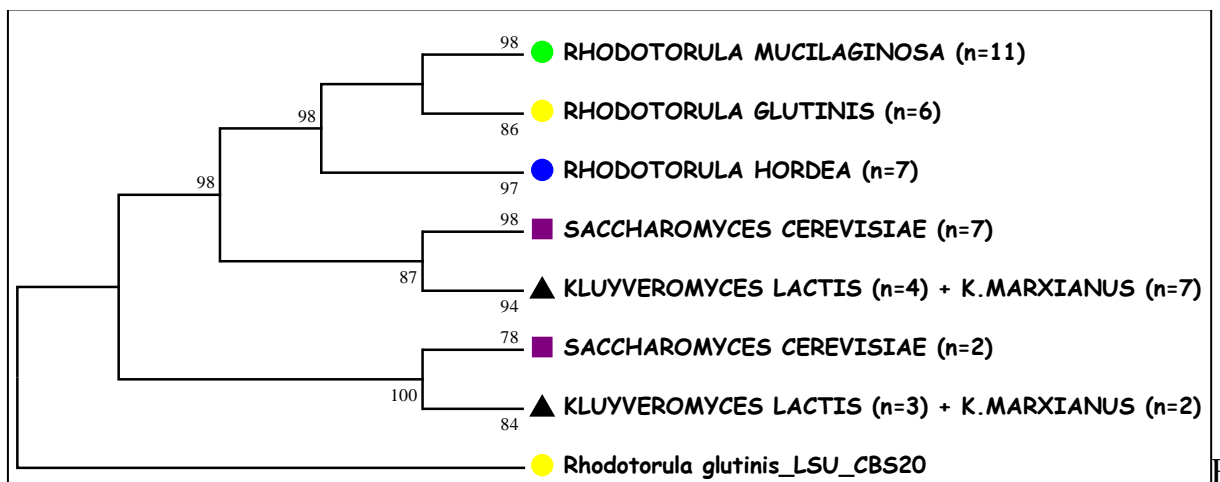 98
RHODOTORULA MUCILAGINOSA (n=11)
RHODOTORULA GLUTINIS (n=6)
98
86
RHODOTORULA HORDEA (n=7)
98
97
98
SACCHAROMYCES CEREVISIAE (n=7)
87
KLUYVEROMYCES LACTIS (n=4) + K.MARXIANUS (n=7)
94
78
SACCHAROMYCES CEREVISIAE (n=2)
100
KLUYVEROMYCES LACTIS (n=3) + K.MARXIANUS (n=2)
84
Rhodotorula glutinis_LSU_CBS20